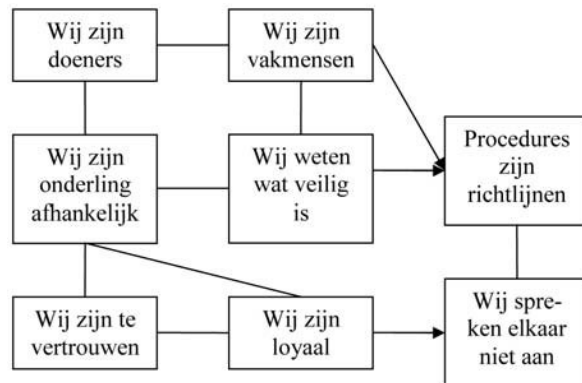 Wij zijn
doeners
Wij zijn
vakmensen
Wij zijn
onderling
afhankelijk
Wij weten
wat veilig
is
Procedures
zijn
richtlijnen
Wij zijn te
vertrouwen
Wij zijn
loyaal
Wij spre-
ken elkaar
niet aan